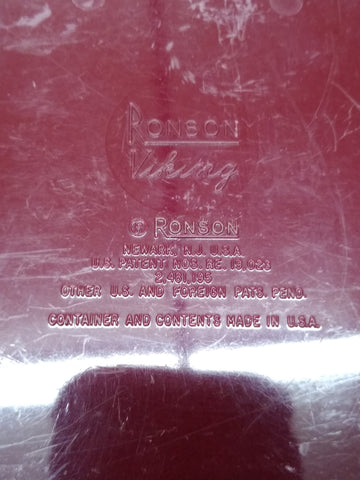 RONSON
Viking
® RONSON
NEWARK, N.J. U.S.A.
U.S. PATENT NOS. RE. 19,023
2,481,195
OTHER U.S. AND FOREIGN PATS. PEND.
CONTAINER AND CONTENTS MADE IN U.S.A.